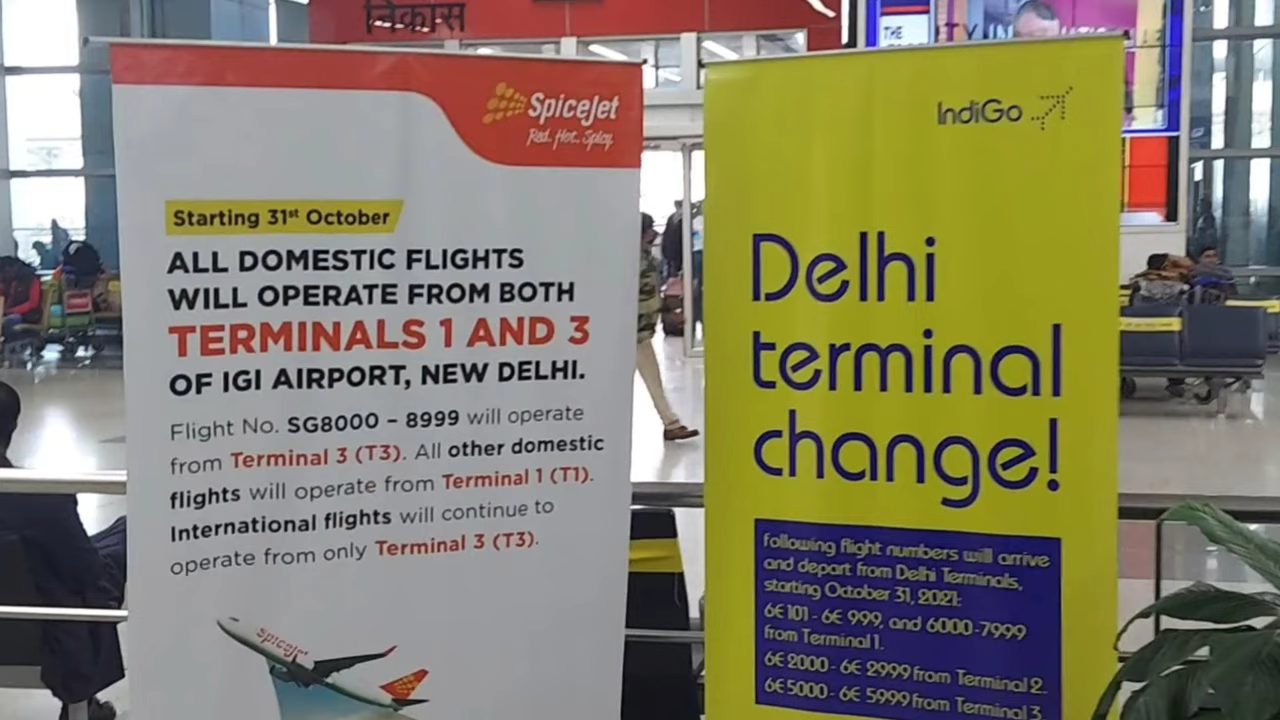 निकास
THE
SpiceJet
Red. Hot. Spicy.
Starting 31st October
ALL DOMESTIC FLIGHTS
WILL OPERATE FROM BOTH
TERMINALS 1 AND 3
OF IGI AIRPORT, NEW DELHI.
Flight No. SG8000 – 8999 will operate
from Terminal 3 (T3). All other domestic
flights will operate from Terminal 1 (T1).
International flights will continue to
operate from only Terminal 3 (T3).
SpiceJet
IndiGo
Delhi
terminal
change!
following flight numbers will arrive
and depart from Delhi Terminals,
starting October 31, 2021:
6E 101 - 6E 999, and 6000-7999
from Terminal 1.
6E 2000 - 6E 2999 from Terminal 2.
6E 5000 - 6E 5999 from Terminal 3.